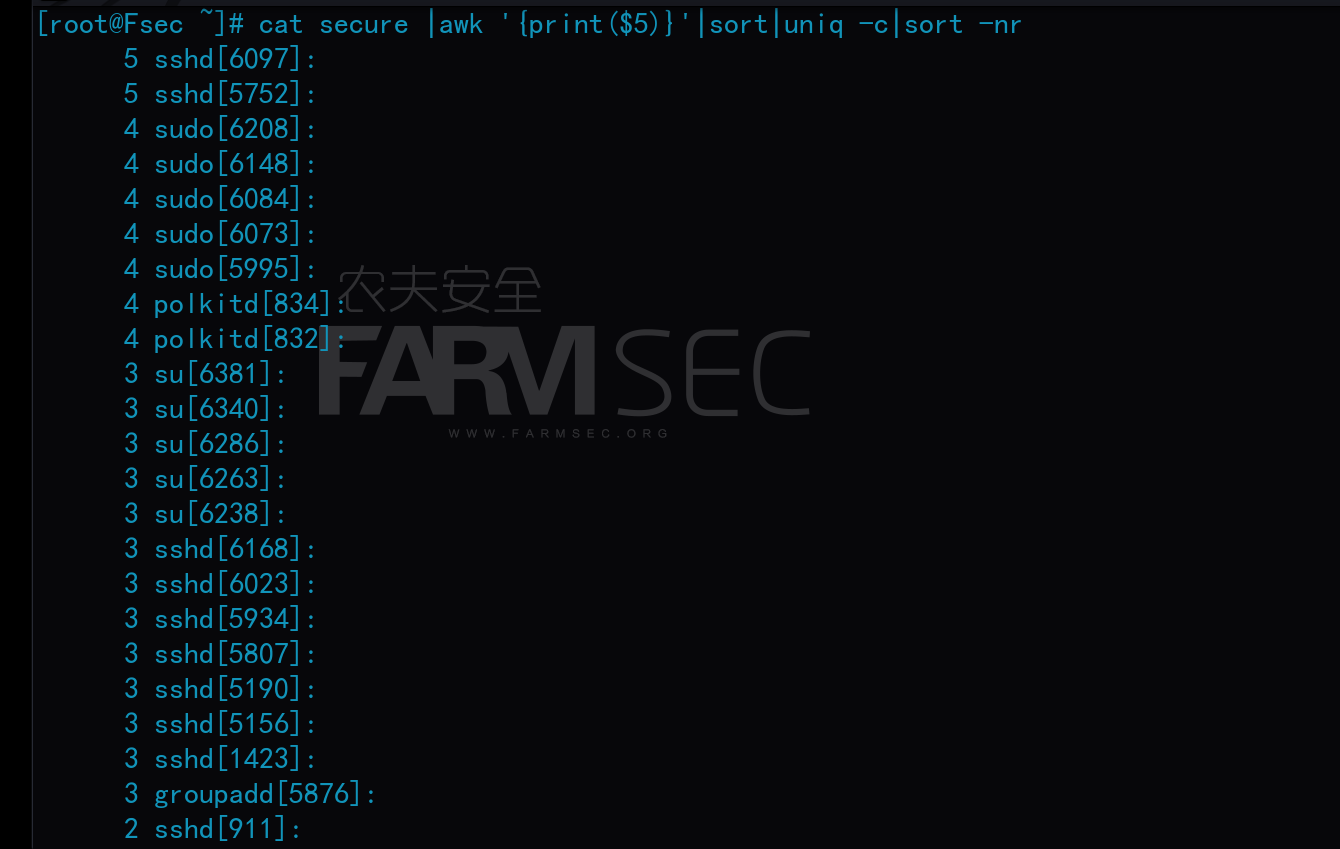 [root@Fsec ~]# cat secure |awk '{print($5)}'|sort|uniq -c|sort -nr
5 sshd[6097]:
5 sshd[5752]:
4 sudo[6208]:
4 sudo[6148]:
4 sudo[6084]:
4 sudo[6073]:
4 sudo[5995]:
4 polkitd[834]:
4 polkitd[832]:
3 su[6381]:
3 su[6340]:
3 su[6286]:
3 su[6263]:
3 su[6238]:
3 sshd[6168]:
3 sshd[6023]:
3 sshd[5934]:
3 sshd[5807]:
3 sshd[5190]:
3 sshd[5156]:
3 sshd[1423]:
3 groupadd[5876]:
2 sshd[911]:
农夫安全
FARMSEC
WWW.FARMSEC.ORG